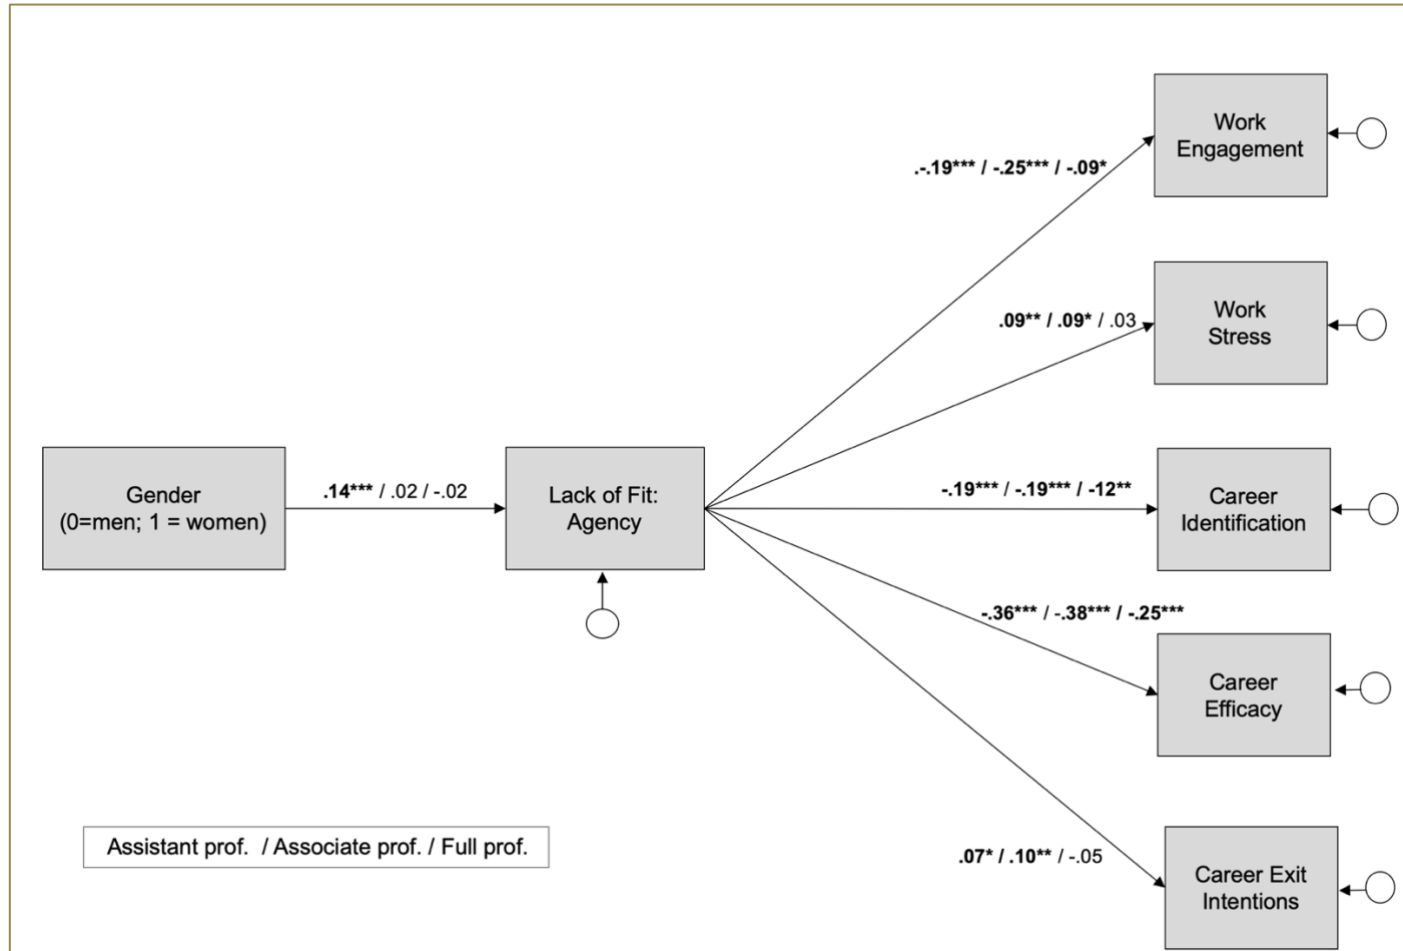 Work
Engagement
.-.19*** / -.25*** / -.09*
Work
Stress
.09** / .09* / .03
Gender
(0=men; 1 = women)
.14*** / .02 / -.02
Lack of Fit:
Agency
-.19*** / -.19*** / -12**
Career
Identification
-.36*** / -.38*** / -.25***
Career
Efficacy
Assistant prof. / Associate prof. / Full prof.
.07* / .10** / -.05
Career Exit
Intentions